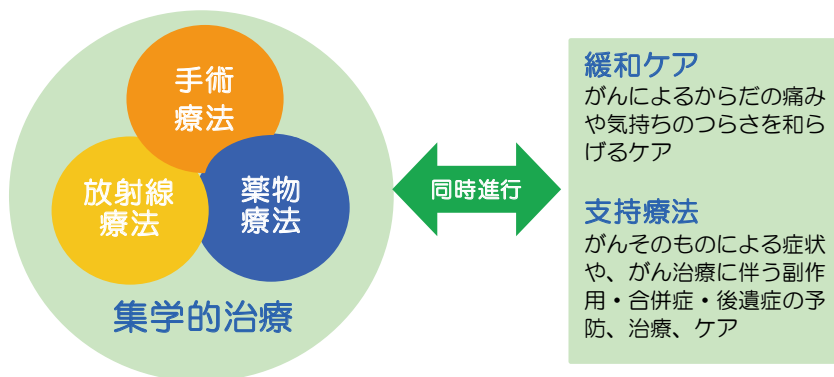 手術
療法
放射線
療法
薬物
療法
集学的治療
同時進行
緩和ケア
がんによるからだの痛み
や気持ちのつらさを和ら
げるケア
支持療法
がんそのものによる症状
や、がん治療に伴う副作
用・合併症・後遺症の予
防、治療、ケア